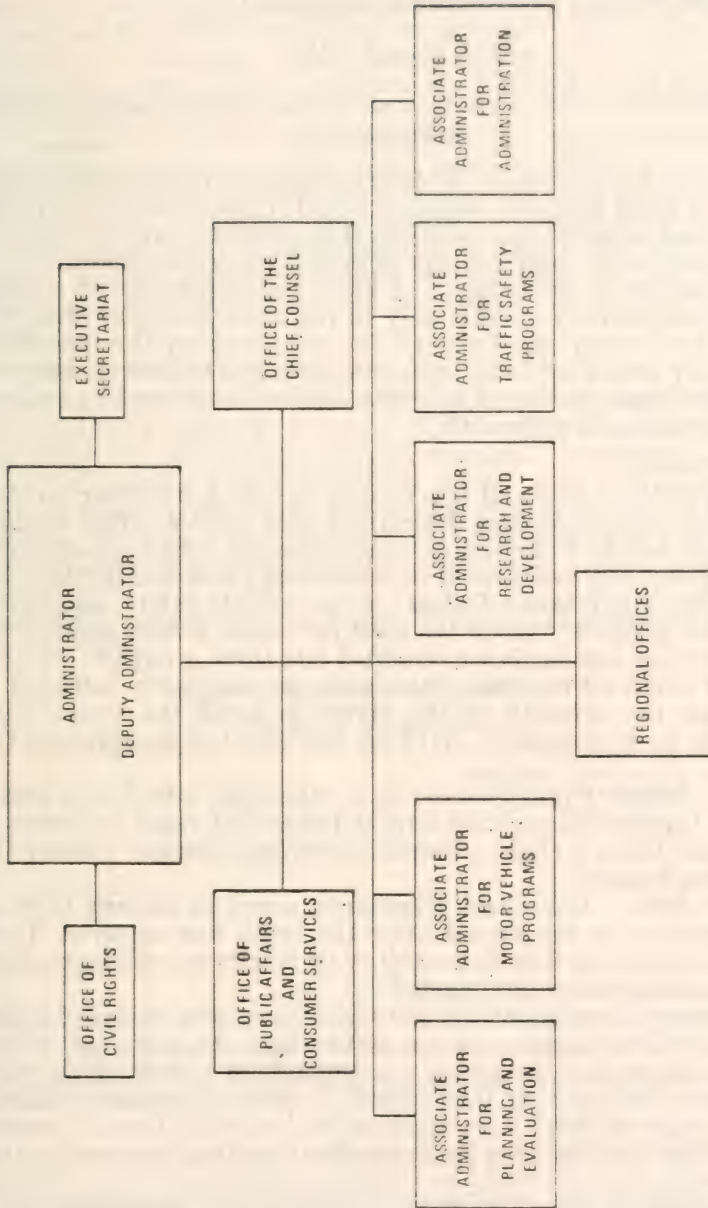 ADMINISTRATOR
DEPUTY ADMINISTRATOR
OFFICE OF
CIVIL RIGHTS
EXECUTIVE
SECRETARIAT
OFFICE OF
PUBLIC AFFAIRS
AND
CONSUMER SERVICES
OFFICE OF THE
CHIEF COUNSEL
ASSOCIATE
ADMINISTRATOR
FOR
PLANNING AND
EVALUATION
ASSOCIATE
ADMINISTRATOR
FOR
MOTOR VEHICLE
PROGRAMS
ASSOCIATE
ADMINISTRATOR
FOR
RESEARCH AND
DEVELOPMENT
ASSOCIATE
ADMINISTRATOR
FOR
TRAFFIC SAFETY
PROGRAMS
ASSOCIATE
ADMINISTRATOR
FOR
ADMINISTRATION
REGIONAL OFFICES